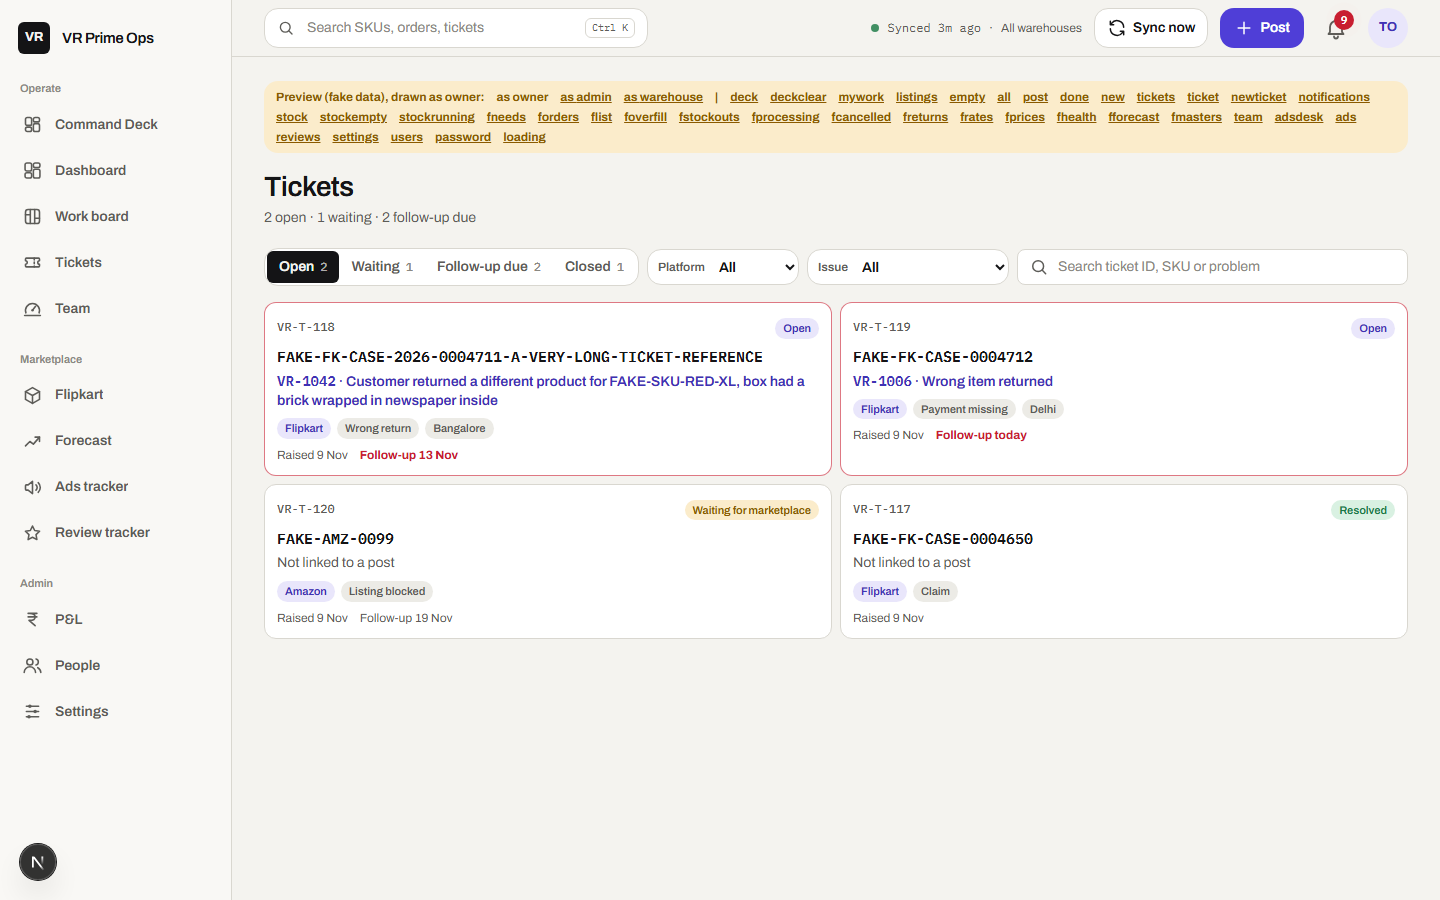 VR VR Prime Ops
Operate
Command Deck
Dashboard
Work board
Tickets
Team
Marketplace
Flipkart
Forecast
Ads tracker
Review tracker
Admin
P&L
People
Settings
N
Search SKUs, orders, tickets Ctrl K
Synced 3m ago · All warehouses
Sync now
+ Post
9
TO
Preview (fake data), drawn as owner: as owner as admin as warehouse | deck deckclear mywork listings empty all post done new tickets ticket newticket notifications
stock stockempty stockrunning fneeds forders flist foverfill fstockouts fprocessing fcancelled freturns frates fprices fhealth fforecast fmasters team adsdesk ads
reviews settings users password loading
Tickets
2 open · 1 waiting · 2 follow-up due
Open 2 Waiting 1 Follow-up due 2 Closed 1
Platform All
Issue All
Search ticket ID, SKU or problem
VR-T-118 Open
FAKE-FK-CASE-2026-0004711-A-VERY-LONG-TICKET-REFERENCE
VR-1042 · Customer returned a different product for FAKE-SKU-RED-XL, box had a
brick wrapped in newspaper inside
Flipkart Wrong return Bangalore
Raised 9 Nov Follow-up 13 Nov
VR-T-119 Open
FAKE-FK-CASE-0004712
VR-1006 · Wrong item returned
Flipkart Payment missing Delhi
Raised 9 Nov Follow-up today
VR-T-120 Waiting for marketplace
FAKE-AMZ-0099
Not linked to a post
Amazon Listing blocked
Raised 9 Nov Follow-up 19 Nov
VR-T-117 Resolved
FAKE-FK-CASE-0004650
Not linked to a post
Flipkart Claim
Raised 9 Nov